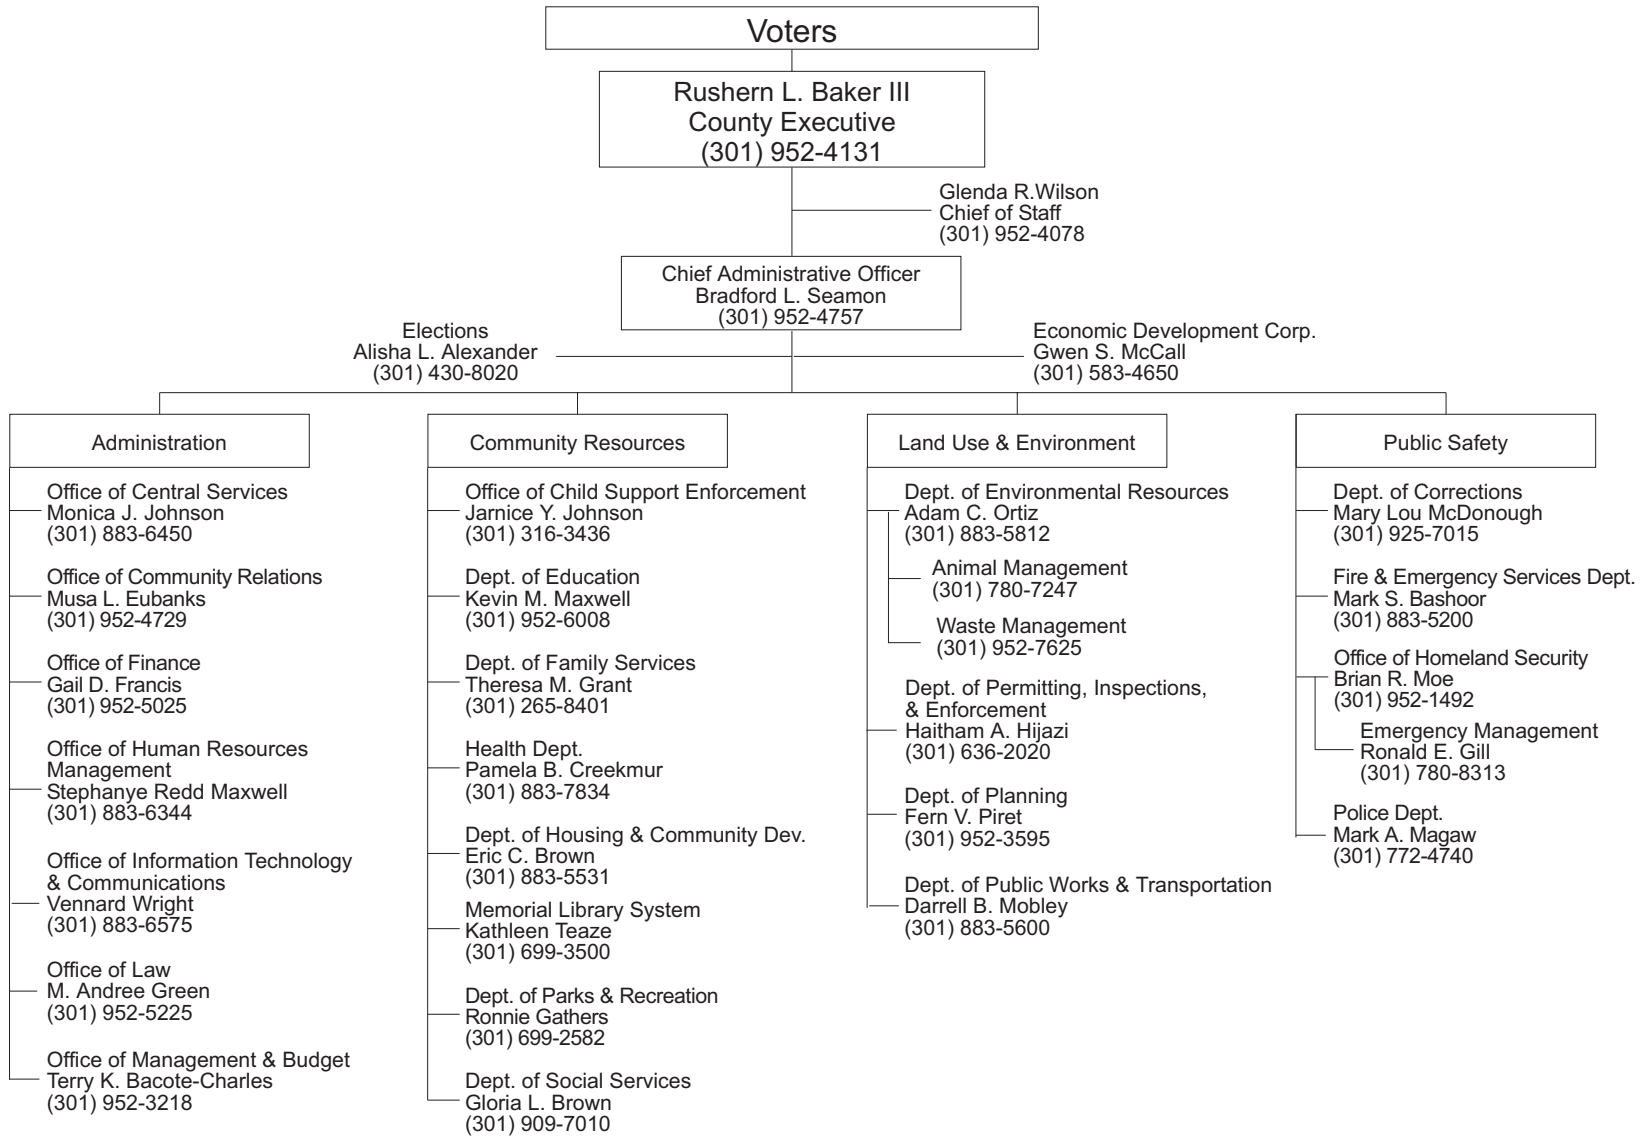 Voters
Rushern L. Baker III
County Executive
(301) 952-4131
Glenda R.Wilson
Chief of Staff
(301) 952-4078
Chief Administrative Officer
Bradford L. Seamon
(301) 952-4757
Elections
Alisha L. Alexander
(301) 430-8020
Economic Development Corp.
Gwen S. McCall
(301) 583-4650
Administration
Office of Central Services
Monica J. Johnson
(301) 883-6450
Office of Community Relations
Musa L. Eubanks
(301) 952-4729
Office of Finance
Gail D. Francis
(301) 952-5025
Office of Human Resources
Management
Stephanye Redd Maxwell
(301) 883-6344
Office of Information Technology
& Communications
Vennard Wright
(301) 883-6575
Office of Law
M. Andree Green
(301) 952-5225
Office of Management & Budget
Terry K. Bacote-Charles
(301) 952-3218
Community Resources
Office of Child Support Enforcement
Jarnice Y. Johnson
(301) 316-3436
Dept. of Education
Kevin M. Maxwell
(301) 952-6008
Dept. of Family Services
Theresa M. Grant
(301) 265-8401
Health Dept.
Pamela B. Creekmur
(301) 883-7834
Dept. of Housing & Community Dev.
Eric C. Brown
(301) 883-5531
Memorial Library System
Kathleen Teaze
(301) 699-3500
Dept. of Parks & Recreation
Ronnie Gathers
(301) 699-2582
Dept. of Social Services
Gloria L. Brown
(301) 909-7010
Land Use & Environment
Dept. of Environmental Resources
Adam C. Ortiz
(301) 883-5812
Animal Management
(301) 780-7247
Waste Management
(301) 952-7625
Dept. of Permitting, Inspections,
& Enforcement
Haitham A. Hijazi
(301) 636-2020
Dept. of Planning
Fern V. Piret
(301) 952-3595
Dept. of Public Works & Transportation
Darrell B. Mobley
(301) 883-5600
Public Safety
Dept. of Corrections
Mary Lou McDonough
(301) 925-7015
Fire & Emergency Services Dept.
Mark S. Bashoor
(301) 883-5200
Office of Homeland Security
Brian R. Moe
(301) 952-1492
Emergency Management
Ronald E. Gill
(301) 780-8313
Police Dept.
Mark A. Magaw
(301) 772-4740